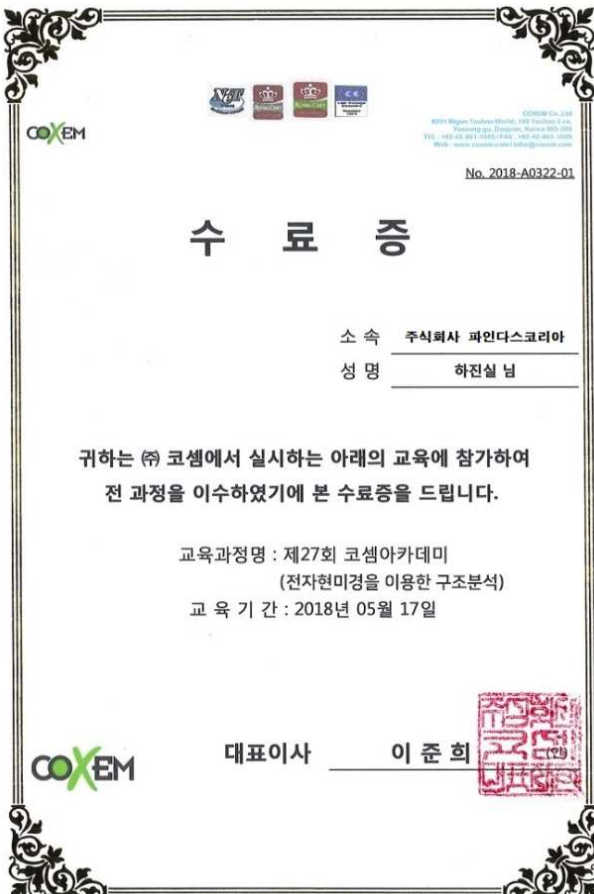 COXEM
COXEM Co.,Ltd
No. 2018-A0322-01
수 료 증
소 속 주식회사 파인다스코리아
성 명 하진실 님
귀하는 ㈜ 코셈에서 실시하는 아래의 교육에 참가하여
전 과정을 이수하였기에 본 수료증을 드립니다.
교육과정명 : 제27회 코셈아카데미
(전자현미경을 이용한 구조분석)
교 육 기 간 : 2018년 05월 17일
COXEM
대표이사 이 준 희 (인)